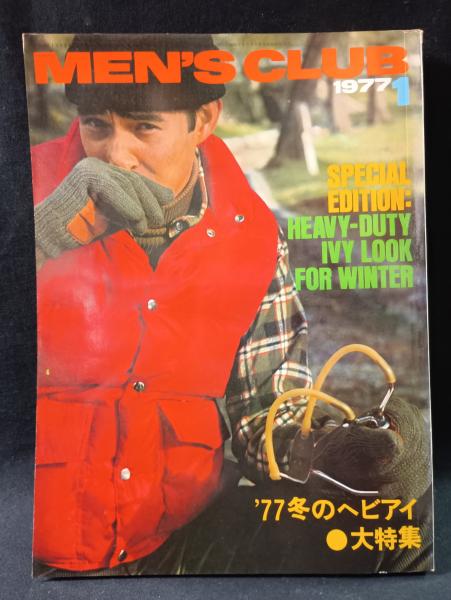 MEN'S CLUB
1977 1
SPECIAL
EDITION:
HEAVY-DUTY
IVY LOOK
FOR WINTER
'77冬のヘビアイ
●大特集